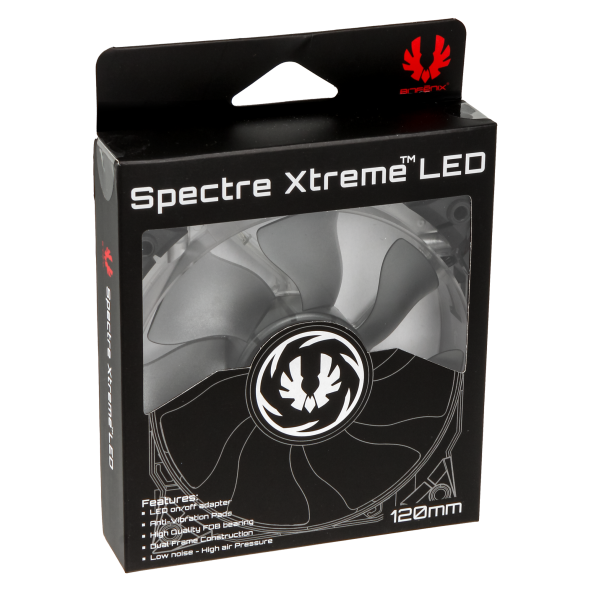 BITFENIX
Spectre Xtreme™ LED
Spectre Xtreme™ LED
Features:
▪ LED on/off adapter
▪ Anti-vibration Pads
▪ High Quality FDB bearing
▪ Dual Frame Construction
▪ Low noise - High air Pressure
120mm